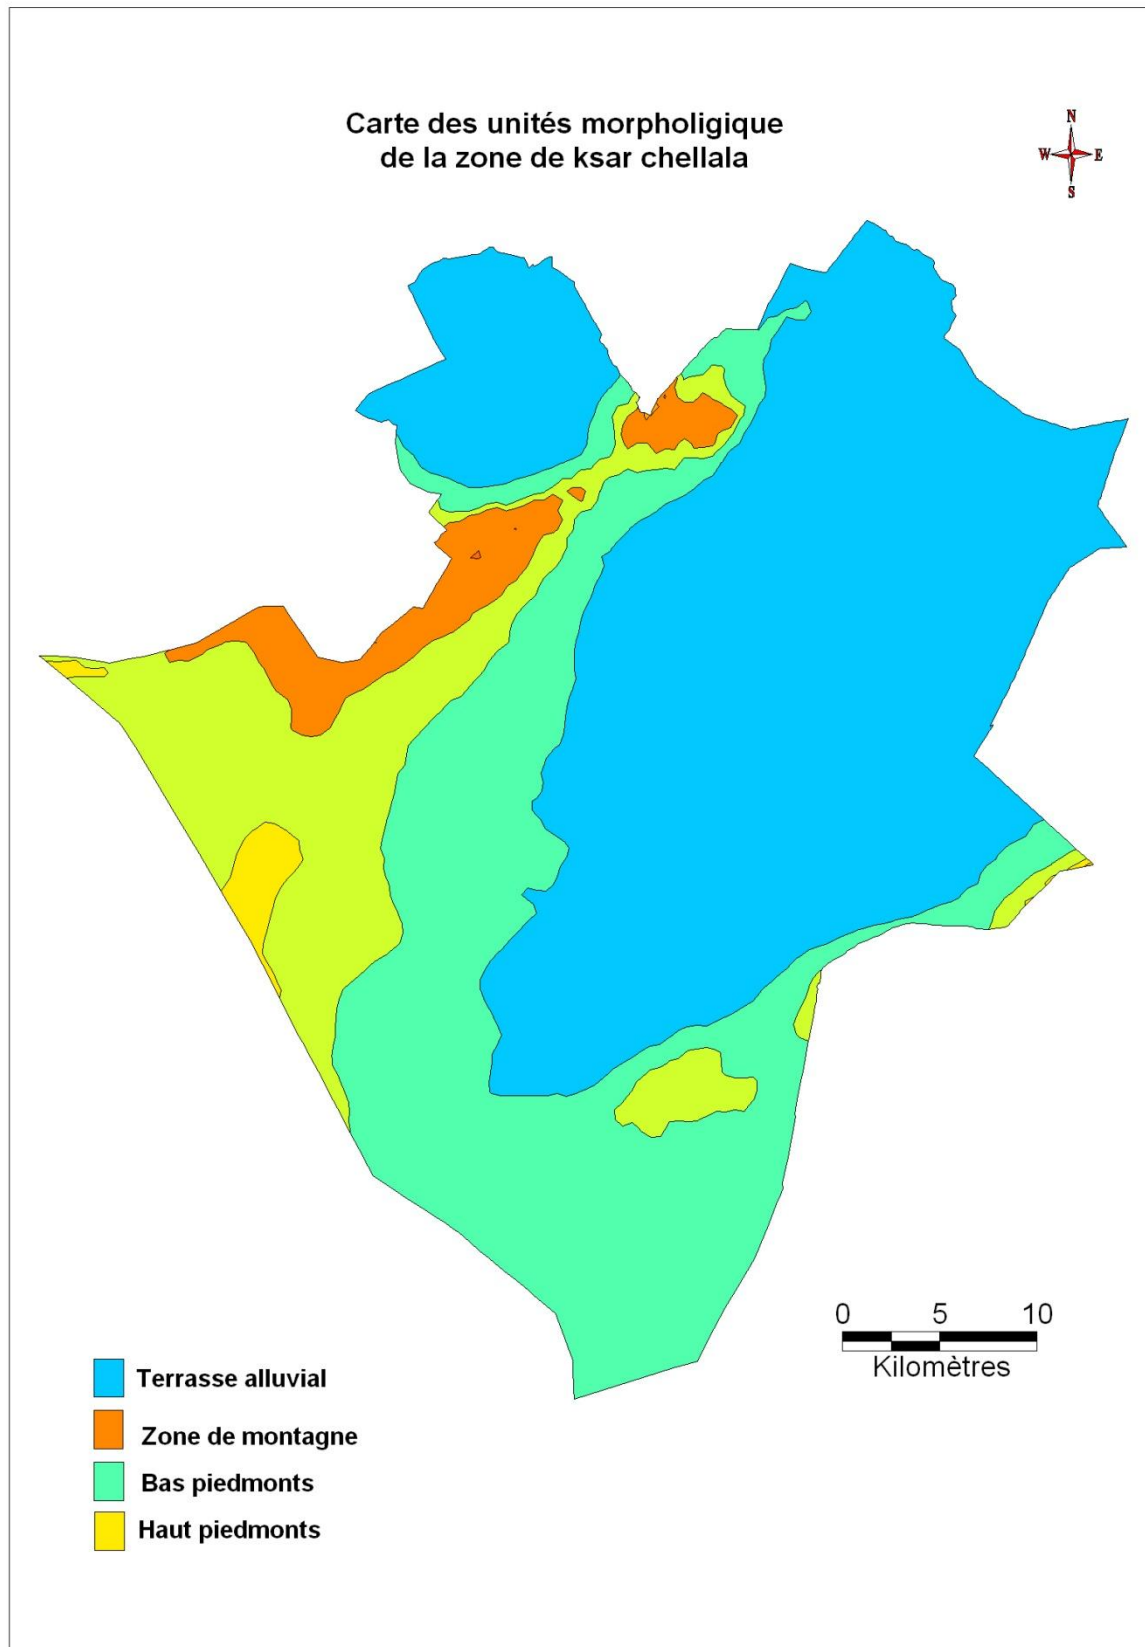 Carte des unités morpholigique
de la zone de ksar chellala
N
W E
S
0 5 10
Kilomètres
Terrasse alluvial
Zone de montagne
Bas piedmonts
Haut piedmonts